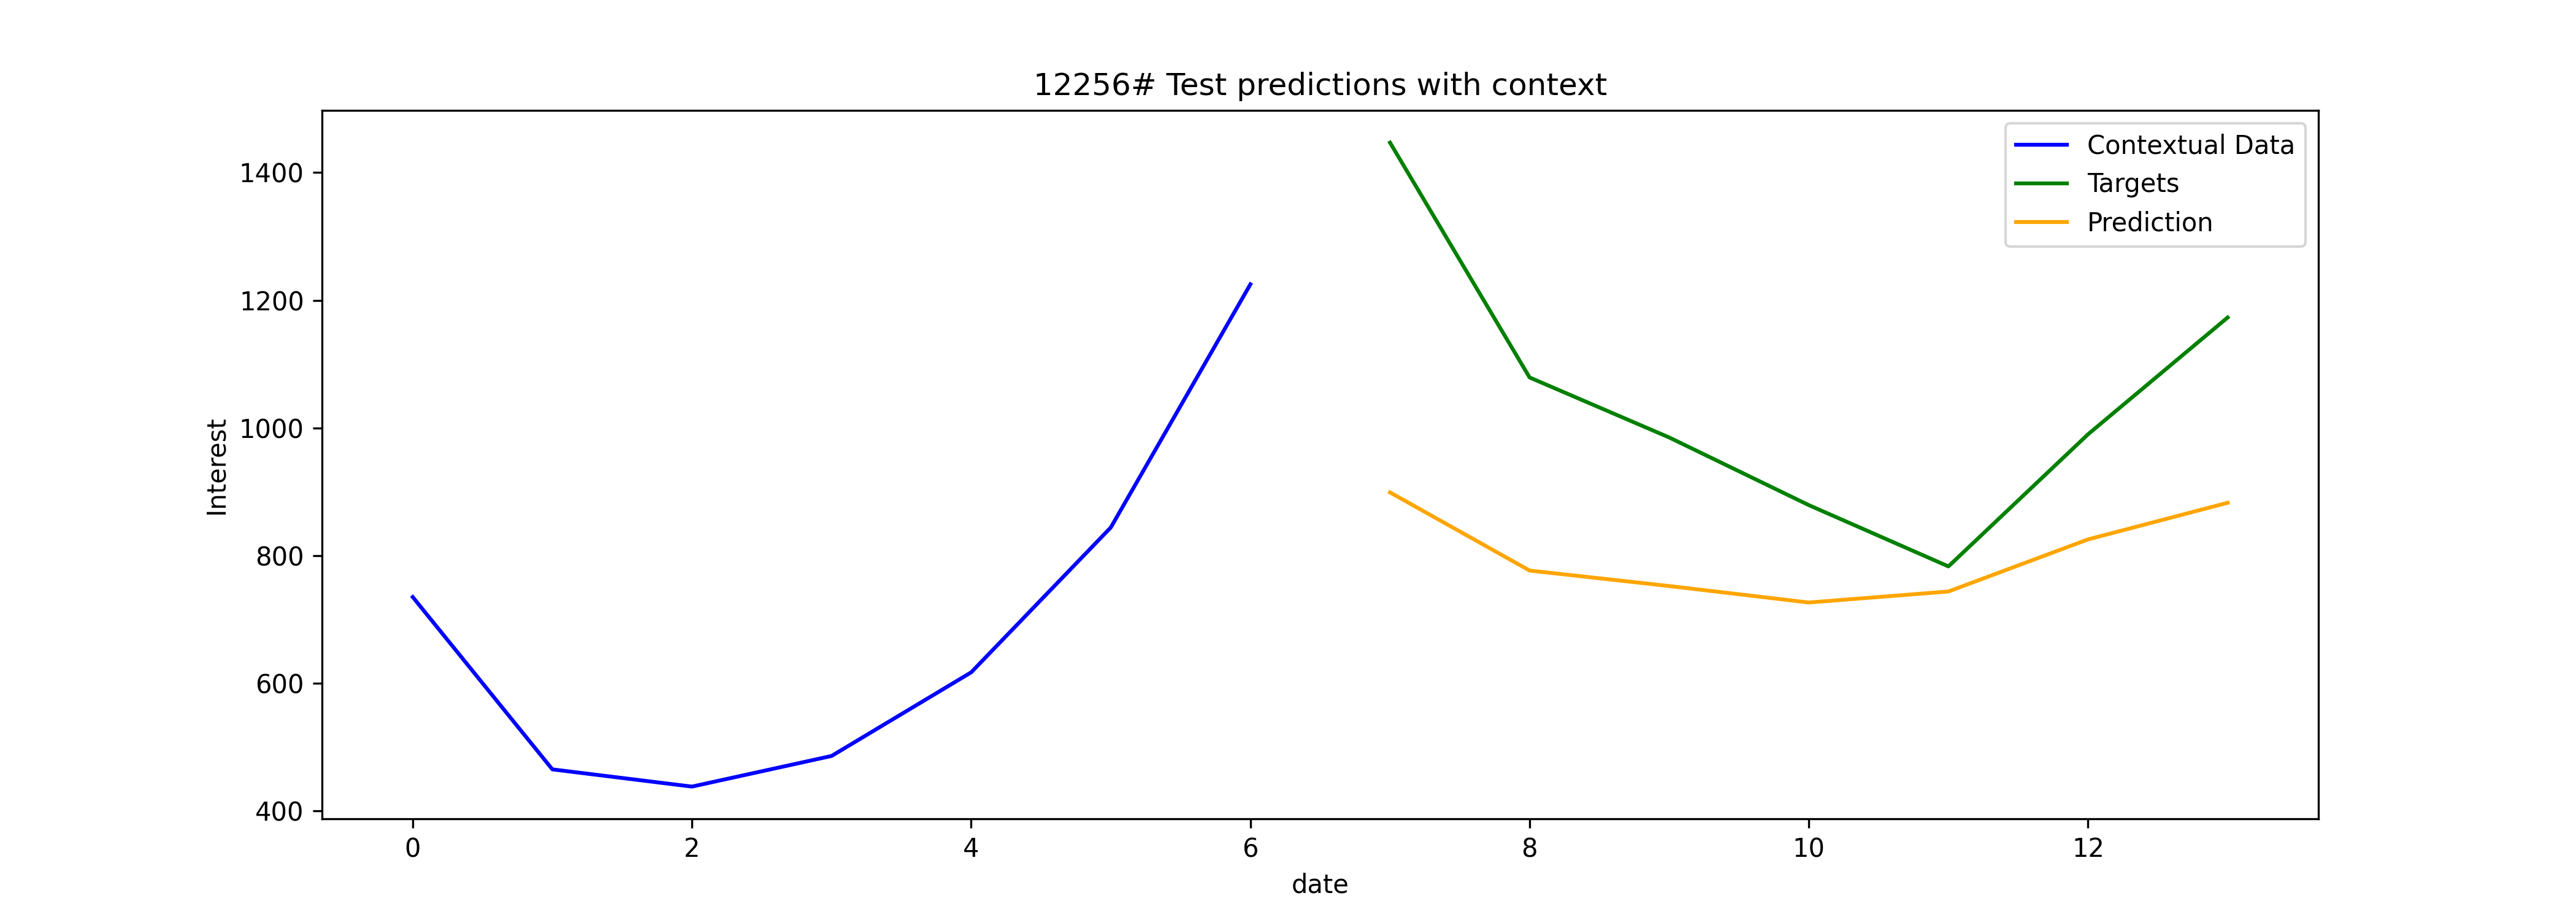 12256# Test predictions with context
Contextual Data
Targets
Prediction
Interest
1400
1200
1000
800
600
400
0 2 4 6 8 10 12
date